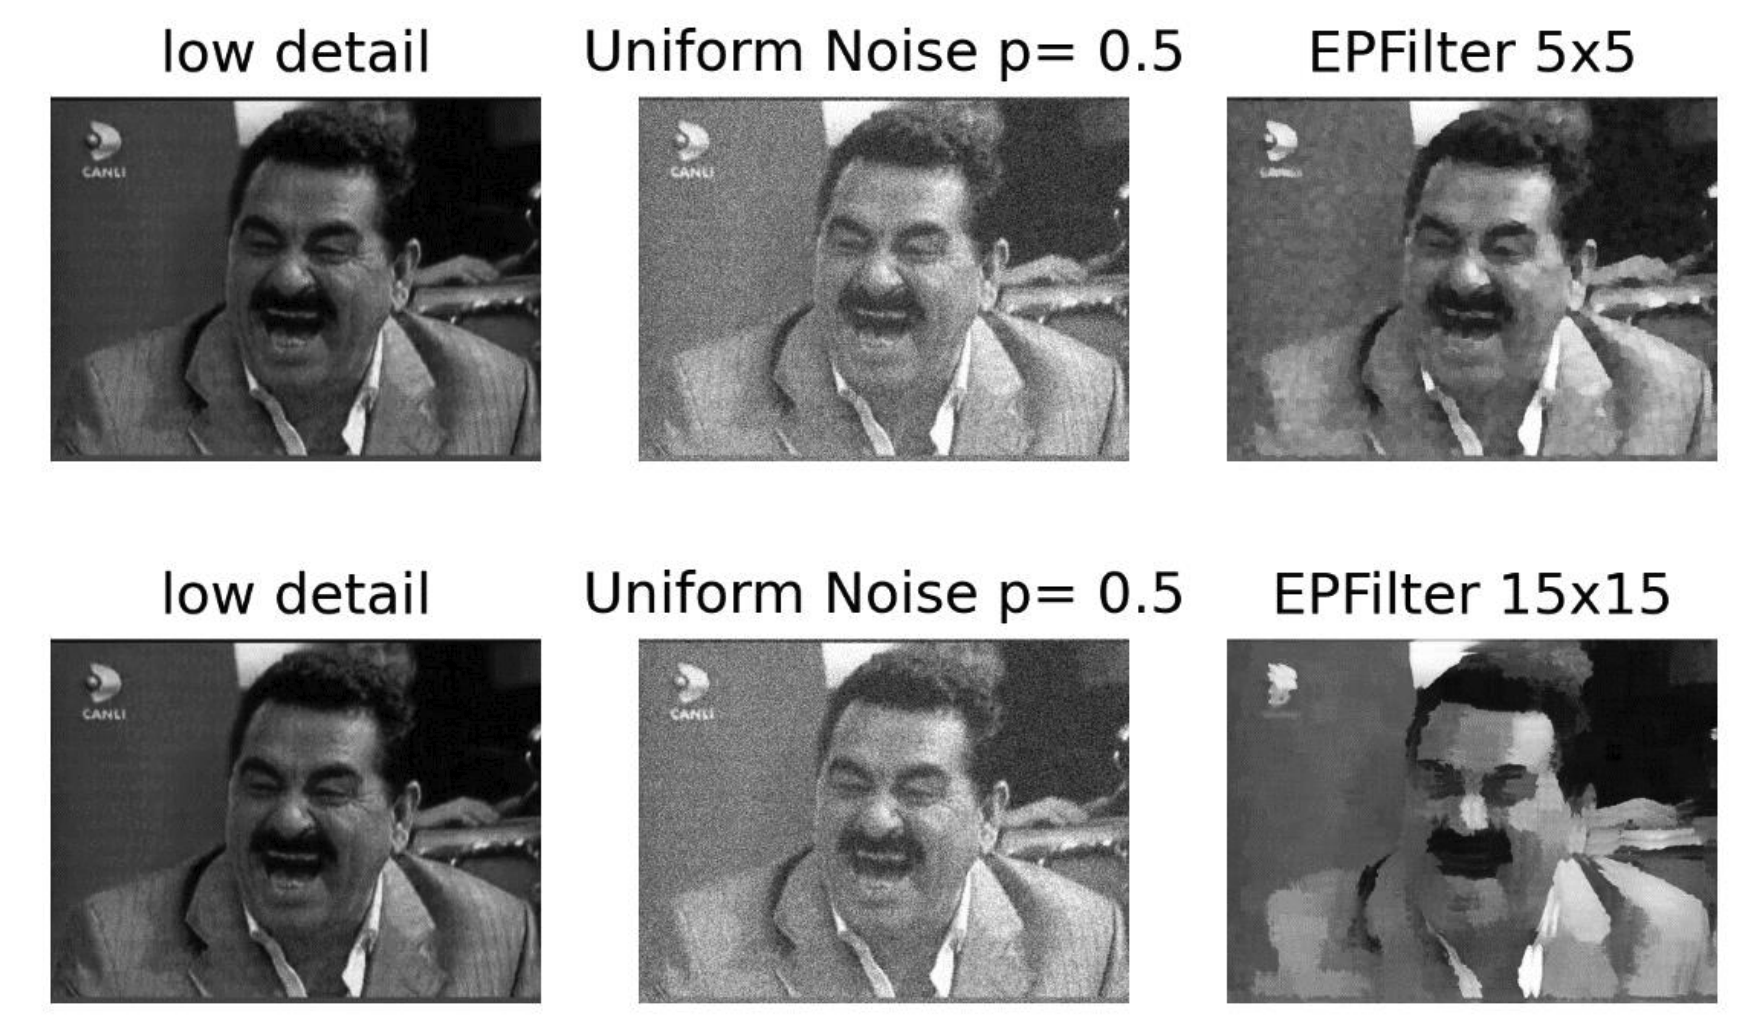 low detail
Uniform Noise p= 0.5
EPFilter 5x5
CANLI
CANLI
low detail
Uniform Noise p= 0.5
EPFilter 15x15
CANLI
CANLI